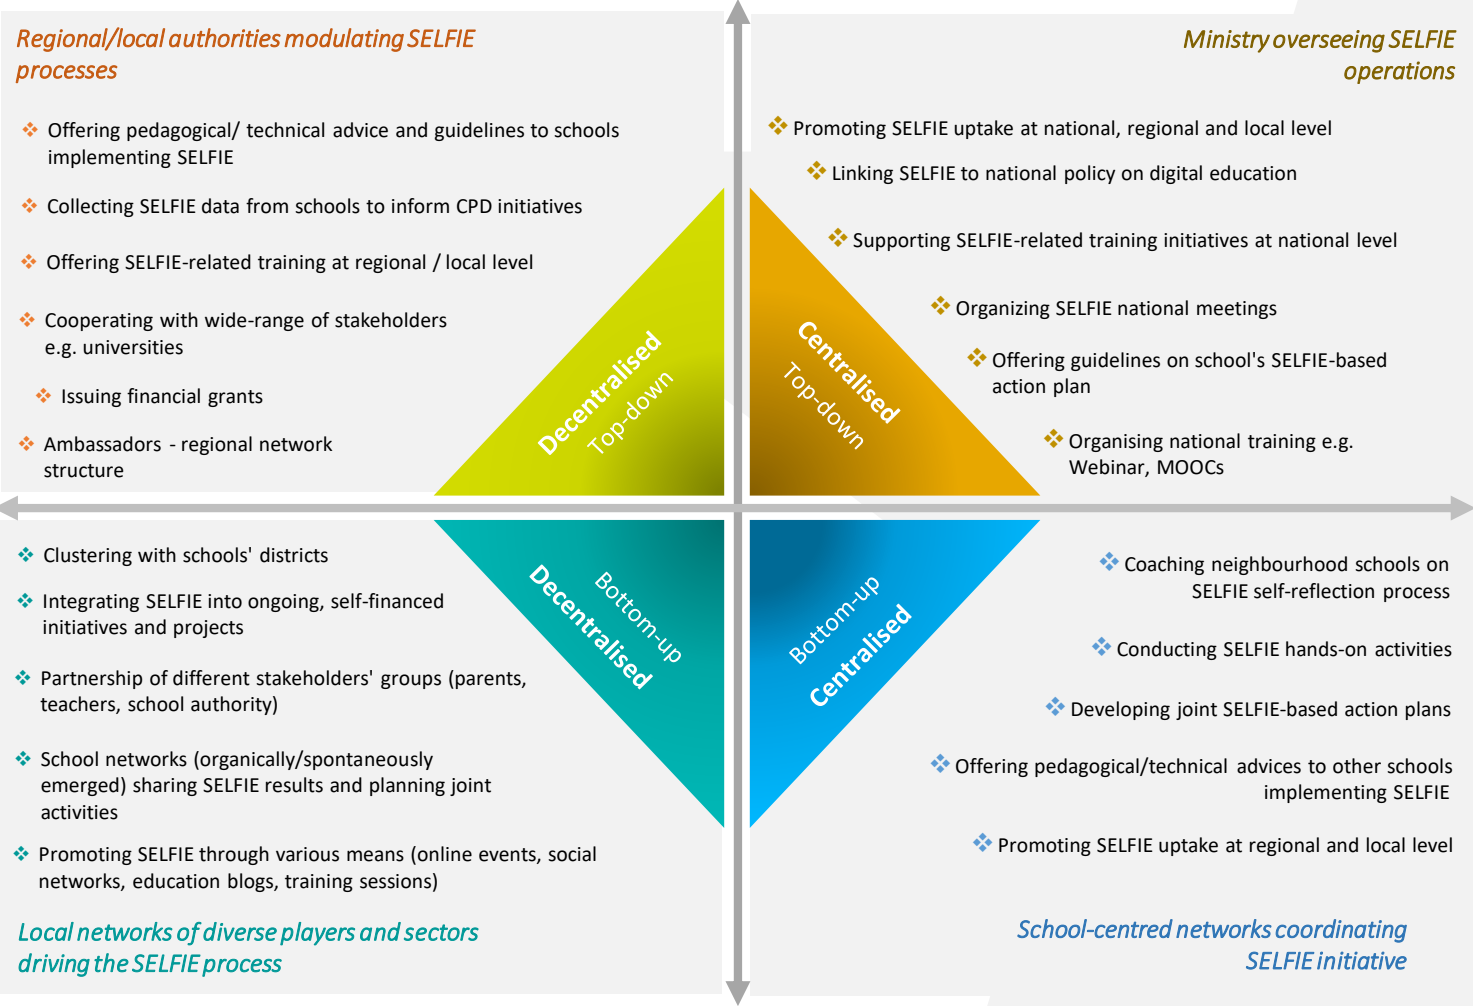 Regional/local authorities modulating SELFIE
processes
Offering pedagogical/ technical advice and guidelines to schools
implementing SELFIE
Collecting SELFIE data from schools to inform CPD initiatives
Offering SELFIE-related training at regional / local level
Cooperating with wide-range of stakeholders
e.g. universities
Issuing financial grants
Ambassadors - regional network
structure
Decentralised
Top-down
Ministry overseeing SELFIE
operations
Promoting SELFIE uptake at national, regional and local level
Linking SELFIE to national policy on digital education
Supporting SELFIE-related training initiatives at national level
Organizing SELFIE national meetings
Offering guidelines on school's SELFIE-based
action plan
Organising national training e.g.
Webinar, MOOCs
Centralised
Top-down
Clustering with schools' districts
Integrating SELFIE into ongoing, self-financed
initiatives and projects
Partnership of different stakeholders' groups (parents,
teachers, school authority)
School networks (organically/spontaneously
emerged) sharing SELFIE results and planning joint
activities
Promoting SELFIE through various means (online events, social
networks, education blogs, training sessions)
Local networks of diverse players and sectors
driving the SELFIE process
Bottom-up
Decentralised
Bottom-up
Centralised
Coaching neighbourhood schools on
SELFIE self-reflection process
Conducting SELFIE hands-on activities
Developing joint SELFIE-based action plans
Offering pedagogical/technical advices to other schools
implementing SELFIE
Promoting SELFIE uptake at regional and local level
School-centred networks coordinating
SELFIE initiative